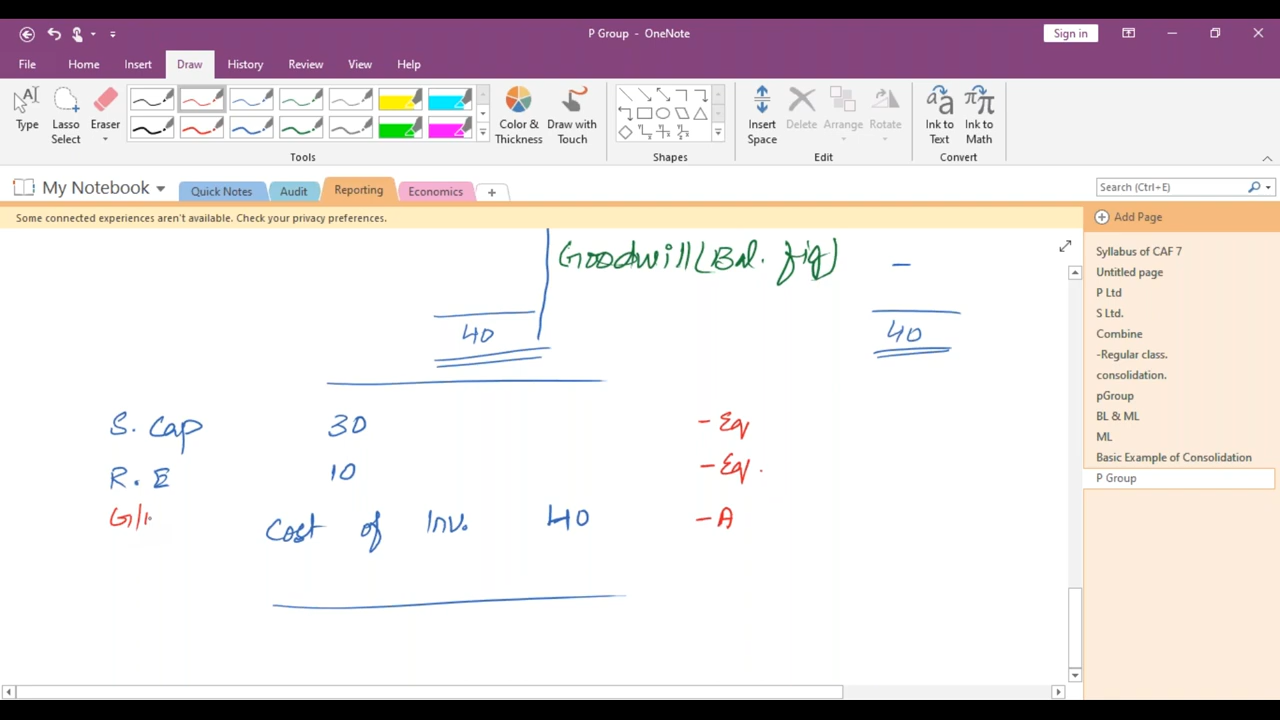 P Group - OneNote
Sign in
File Home Insert Draw History Review View Help
Type
Lasso Select
Eraser
Color & Thickness
Draw with Touch
Insert Space
Delete
Arrange
Rotate
Ink to Text
Ink to Math
Tools
Shapes
Edit
Convert
My Notebook
Quick Notes
Audit
Reporting
Economics
Search (Ctrl+E)
Some connected experiences aren't available. Check your privacy preferences.
Add Page
Goodwill (Bal. fig) -
40 40
S. Cap 30 - Eq
R. E 10 - Eq.
G/
Cost of Inv. 40 - A
Syllabus of CAF 7
Untitled page
P Ltd
S Ltd.
Combine
-Regular class.
consolidation.
pGroup
BL & ML
ML
Basic Example of Consolidation
P Group